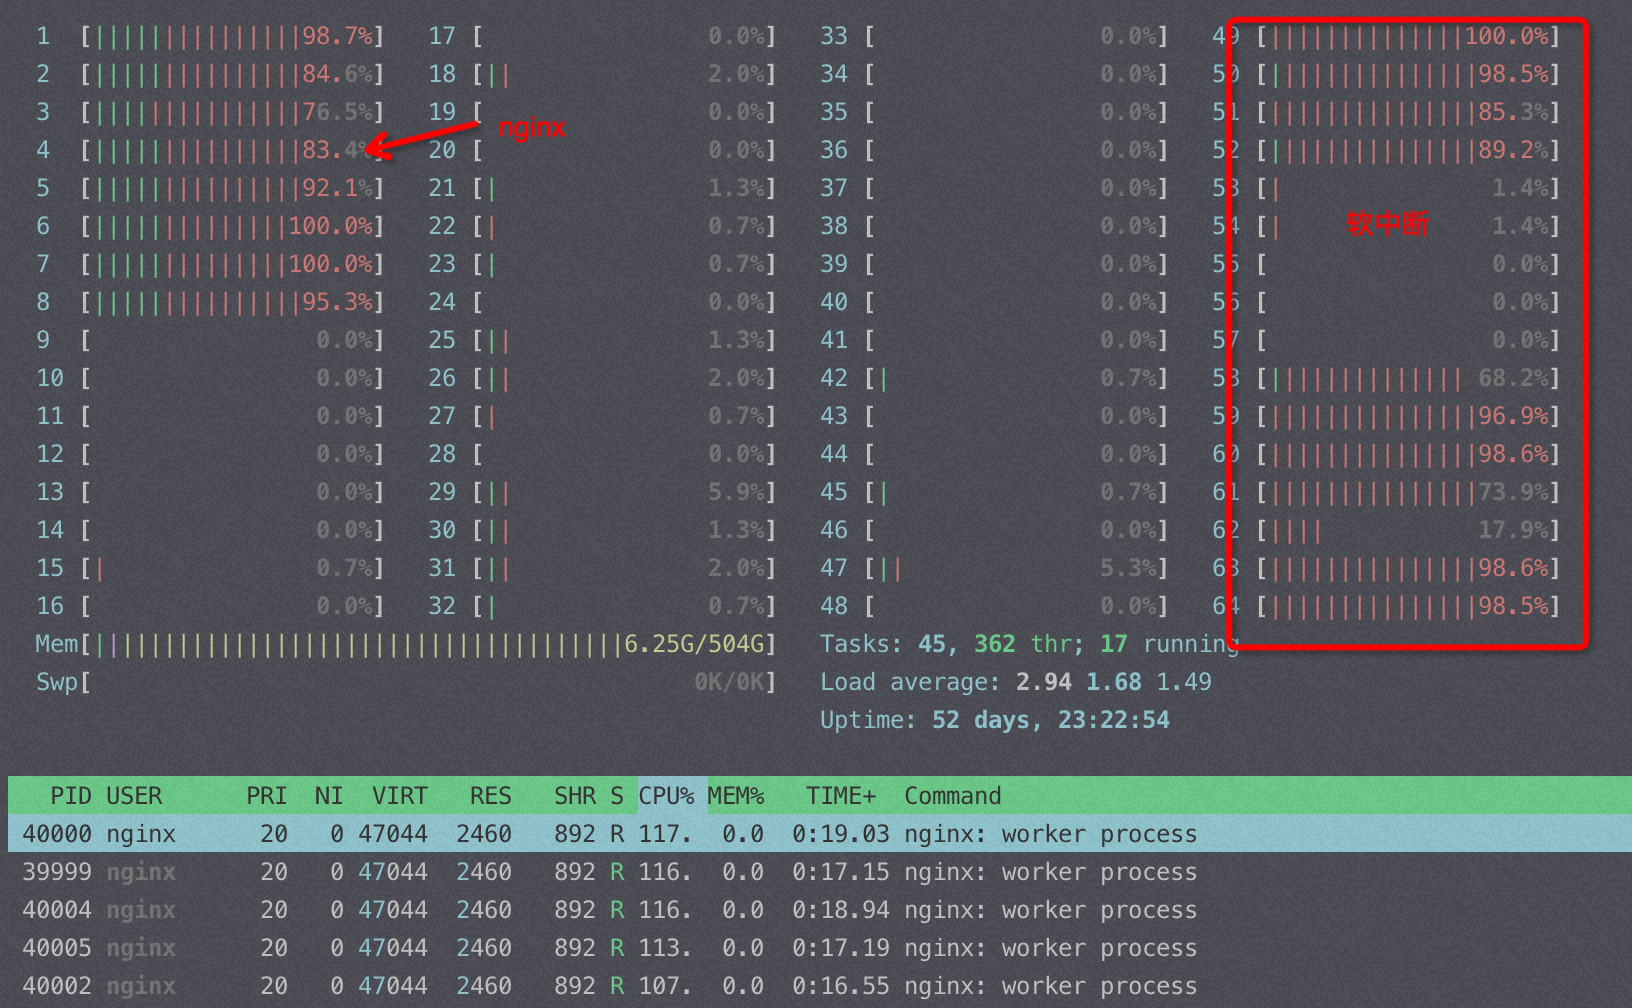 1 [|||||||||||||||98.7%] 17 [ 0.0%] 33 [ 0.0%] 49 [||||||||||||||100.0%]
2 [|||||||||||||||84.6%] 18 [|| 2.0%] 34 [ 0.0%] 50 [|||||||||||||||98.5%]
3 [|||||||||||||||76.5%] 19 [ 0.0%] 35 [ 0.0%] 51 [|||||||||||||||85.3%]
nginx
4 [|||||||||||||||83.4%] 20 [ 0.0%] 36 [ 0.0%] 52 [|||||||||||||||89.2%]
5 [|||||||||||||||92.1%] 21 [| 1.3%] 37 [ 0.0%] 53 [| 1.4%]
6 [||||||||||||||100.0%] 22 [| 0.7%] 38 [ 0.0%] 54 [| 软中断 1.4%]
7 [||||||||||||||100.0%] 23 [| 0.7%] 39 [ 0.0%] 55 [ 0.0%]
8 [|||||||||||||||95.3%] 24 [ 0.0%] 40 [ 0.0%] 56 [ 0.0%]
9 [ 0.0%] 25 [|| 1.3%] 41 [ 0.0%] 57 [ 0.0%]
10 [ 0.0%] 26 [|| 2.0%] 42 [| 0.7%] 58 [|||||||||||||| 68.2%]
11 [ 0.0%] 27 [| 0.7%] 43 [ 0.0%] 59 [|||||||||||||||96.9%]
12 [ 0.0%] 28 [ 0.0%] 44 [ 0.0%] 60 [|||||||||||||||98.6%]
13 [ 0.0%] 29 [|| 5.9%] 45 [| 0.7%] 61 [|||||||||||||||73.9%]
14 [ 0.0%] 30 [|| 1.3%] 46 [ 0.0%] 62 [|||| 17.9%]
15 [| 0.7%] 31 [|| 2.0%] 47 [|| 5.3%] 63 [|||||||||||||||98.6%]
16 [ 0.0%] 32 [| 0.7%] 48 [ 0.0%] 64 [|||||||||||||||98.5%]
Mem[||||||||||||||||||||||||||||||||||||||6.25G/504G] Tasks: 45, 362 thr; 17 running
Swp[ 0K/0K] Load average: 2.94 1.68 1.49
Uptime: 52 days, 23:22:54
PID USER PRI NI VIRT RES SHR S CPU% MEM% TIME+ Command
40000 nginx 20 0 47044 2460 892 R 117. 0.0 0:19.03 nginx: worker process
39999 nginx 20 0 47044 2460 892 R 116. 0.0 0:17.15 nginx: worker process
40004 nginx 20 0 47044 2460 892 R 116. 0.0 0:18.94 nginx: worker process
40005 nginx 20 0 47044 2460 892 R 113. 0.0 0:17.19 nginx: worker process
40002 nginx 20 0 47044 2460 892 R 107. 0.0 0:16.55 nginx: worker process